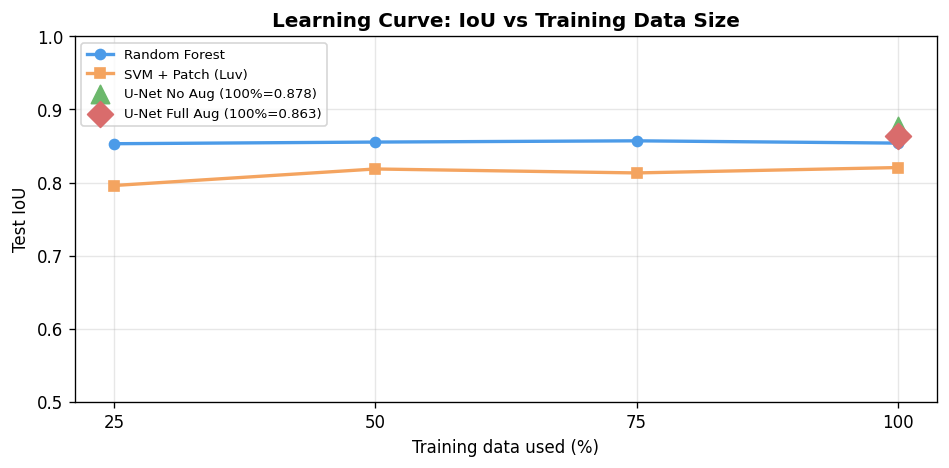 Learning Curve: IoU vs Training Data Size
Random Forest
SVM + Patch (Luv)
U-Net No Aug (100%=0.878)
U-Net Full Aug (100%=0.863)
1.0
0.9
0.8
0.7
0.6
0.5
Test IoU
25 50 75 100
Training data used (%)